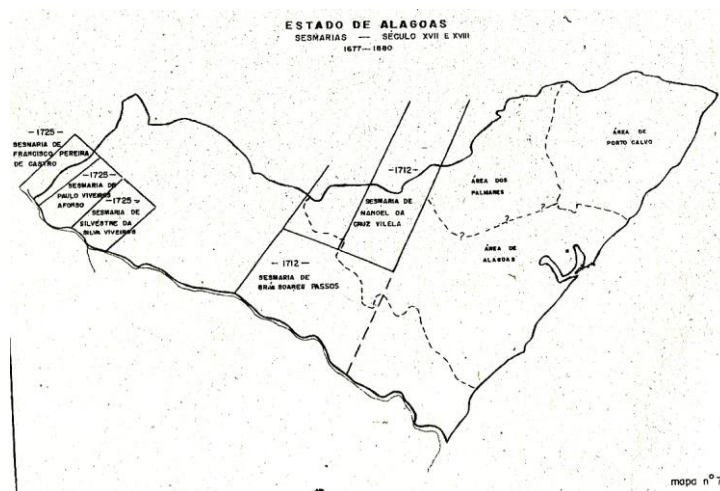 ESTADO DE ALAGOAS
SESMARIAS — SÉCULO XVII E XVIII
1677—1880
—1725—
SESMARIA DE
FRANCISCO PEREIRA
DE CASTRO
—1725—
SESMARIA DE
PAULO VIVEIROS
AFONSO
—1725—
SESMARIA DE
SILVESTRE DA
SILVA VIVEIROS
—1712—
SESMARIA DE
MANOEL DA
CRUZ VILELA
— 1712—
SESMARIA DE
BRÁS SOARES PASSOS
ÁREA DOS
PALMARES
ÁREA DE
PORTO CALVO
ÁREA DE
ALAGOAS
? ? ?
mapa nº